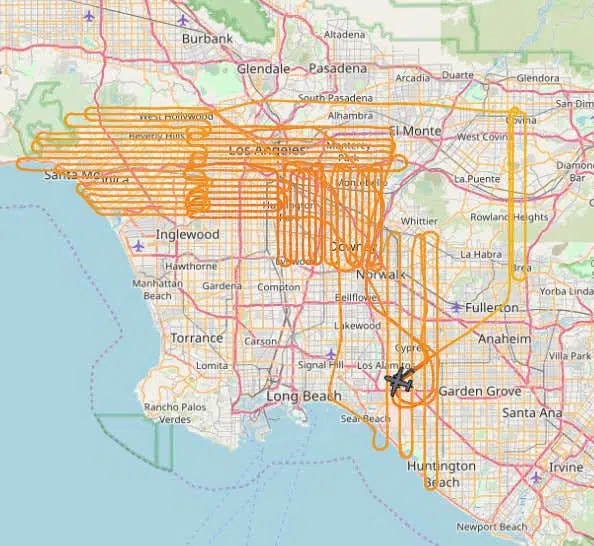 Altadena
Burbank
Glendale
Pasadena
Arcadia
Duarte
Glendora
South Pasadena
San Dim
West Hollywood
Alhambra
Covina
El Monte
Beverly Hills
West Covin
Los Angeles
Monterey
Park
Diamond
Bar
Santa Monica
Montebello
La Puente
Huntington
Whittier
Rowland Heights
Inglewood
Downey
La Habra
Hawthorne
Lynwood
Norwalk
Brea
Manhattan
Beach
Gardena
Compton
Yorba Linda
Bellflower
Fullerton
Lakewood
Torrance
Carson
Cypress
Anaheim
Villa Park
Lomita
Signal Hill
Los Alamitos
Long Beach
Garden Grove
Rancho Palos
Verdes
Seal Beach
Santa Ana
Huntington
Beach
Irvine
Newport Beach